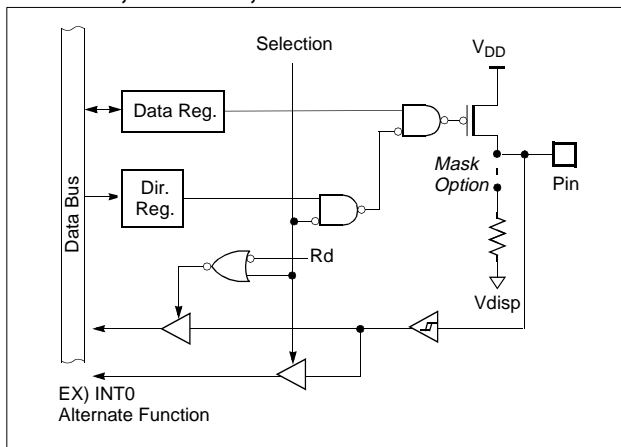 Selection
VDD
Data Reg.
Mask
Option
Pin
Dir.
Reg.
Data Bus
Rd
Vdisp
EX) INT0
Alternate Function